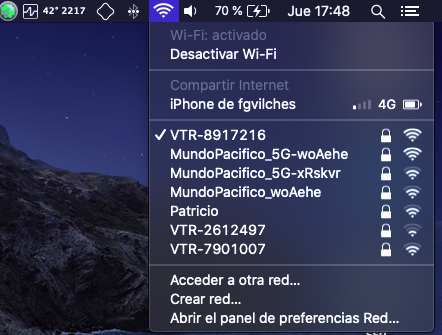 42° 2217 70 % Jue 17:48
Wi-Fi: activado
Desactivar Wi-Fi
Compartir Internet
iPhone de fgvilches 4G
VTR-8917216
MundoPacifico_5G-woAehe
MundoPacifico_5G-xRskvr
MundoPacifico_woAehe
Patricio
VTR-2612497
VTR-7901007
Acceder a otra red...
Crear red...
Abrir el panel de preferencias Red...